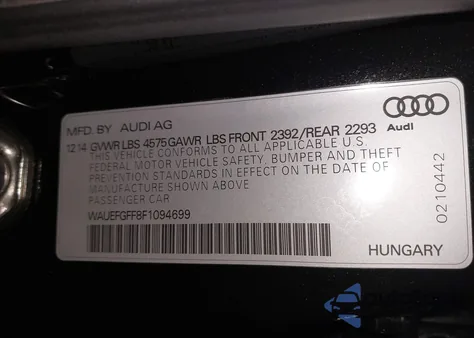 MFD. BY AUDI AG
12 14 GVWR LBS 4575 GAWR LBS FRONT 2392/REAR 2293
THIS VEHICLE CONFORMS TO ALL APPLICABLE
FEDERAL MOTOR VEHICLE SAFETY, BUMPER AND THEFT
PREVENTION STANDARDS IN EFFECT ON THE DATE OF
MANUFACTURE SHOWN ABOVE
PASSENGER CAR
WAUEFGFF8F1094699
Audi
0210442
HUNGARY